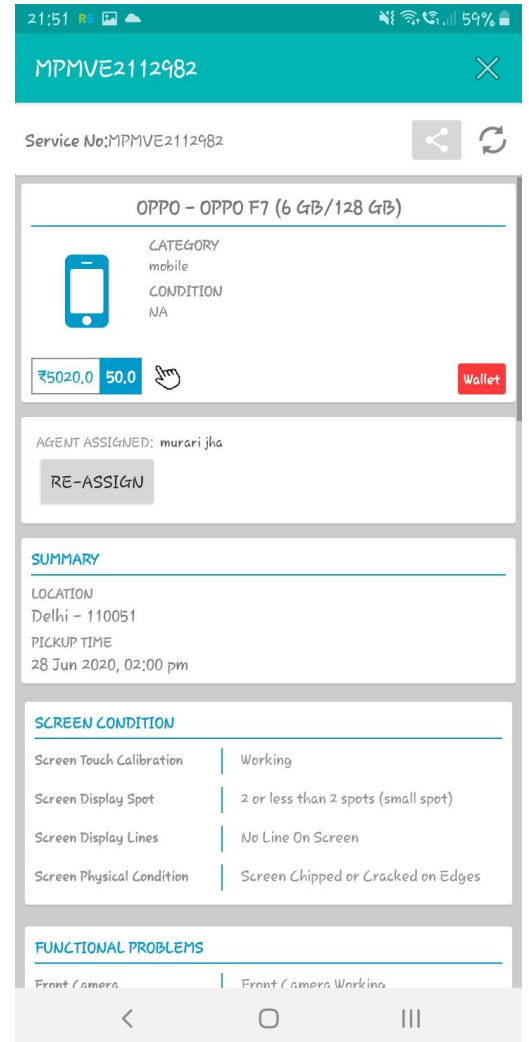 21:51 RG 59%
MPMVE2112982
Service No:MPMVE2112982
OPPO - OPPO F7 (6 GB/128 GB)
CATEGORY
mobile
CONDITION
NA
₹5020.0 50.0 Wallet
AGENT ASSIGNED: murari jha
RE-ASSIGN
SUMMARY
LOCATION
Delhi - 110051
PICKUP TIME
28 Jun 2020, 02:00 pm
SCREEN CONDITION
Screen Touch Calibration Working
Screen Display Spot 2 or less than 2 spots (small spot)
Screen Display Lines No Line On Screen
Screen Physical Condition Screen Chipped or Cracked on Edges
FUNCTIONAL PROBLEMS
Front Camera Front Camera Working